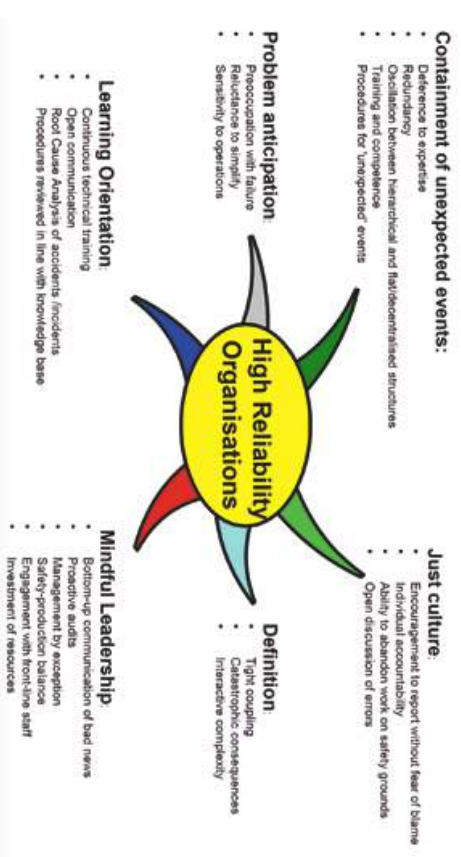 Containment of unexpected events:
• Deference to expertise
• Redundancy
• Oscillation between hierarchical and flat/decentralised structures
• Training and competence
• Procedures for 'unexpected' events
Just culture:
• Encouragement to report without fear of blame
• Individual accountability
• Ability to abandon work on safety grounds
• Open discussion of errors
Problem anticipation:
• Preoccupation with failure
• Reluctance to simplify
• Sensitivity to operations
High Reliability
Organisations
Definition:
• Tight coupling
• Catastrophic consequences
• Interactive complexity
Learning Orientation:
• Continuous technical training
• Open communication
• Root Cause Analysis of accidents /incidents
• Procedures reviewed in line with knowledge base
Mindful Leadership:
• Bottom-up communication of bad news
• Proactive audits
• Management by exception
• Safety-production balance
• Engagement with front-line staff
• Investment of resources